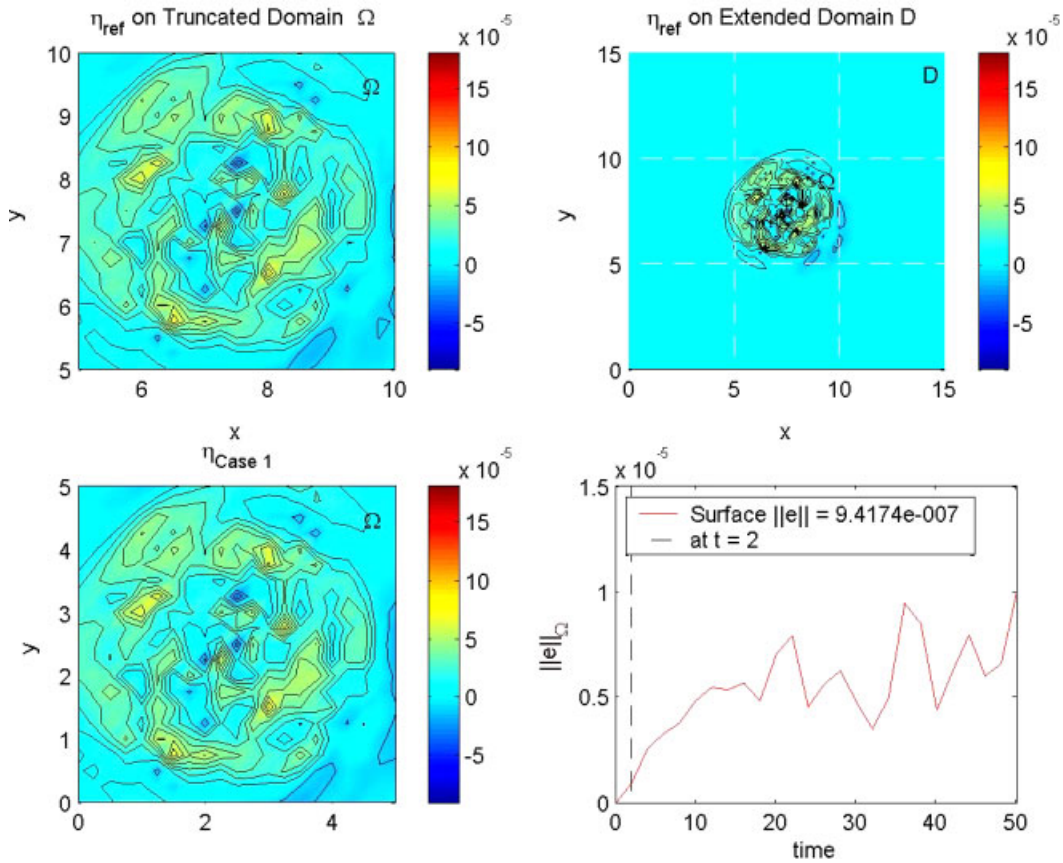 η_ref on Truncated Domain Ω
x 10^-5
10
9
8
7
6
5
y
6
8
10
x
Ω
15
10
5
0
-5
η_ref on Extended Domain D
x 10^-5
15
10
5
0
y
0
5
10
15
x
D
Ω
15
10
5
0
-5
η_Case 1
x 10^-5
5
4
3
2
1
0
y
0
2
4
Ω
15
10
5
0
-5
x 10^-5
1.5
1
0.5
0
||e||_Ω
Surface ||e|| = 9.4174e-007
at t = 2
0
10
20
30
40
50
time